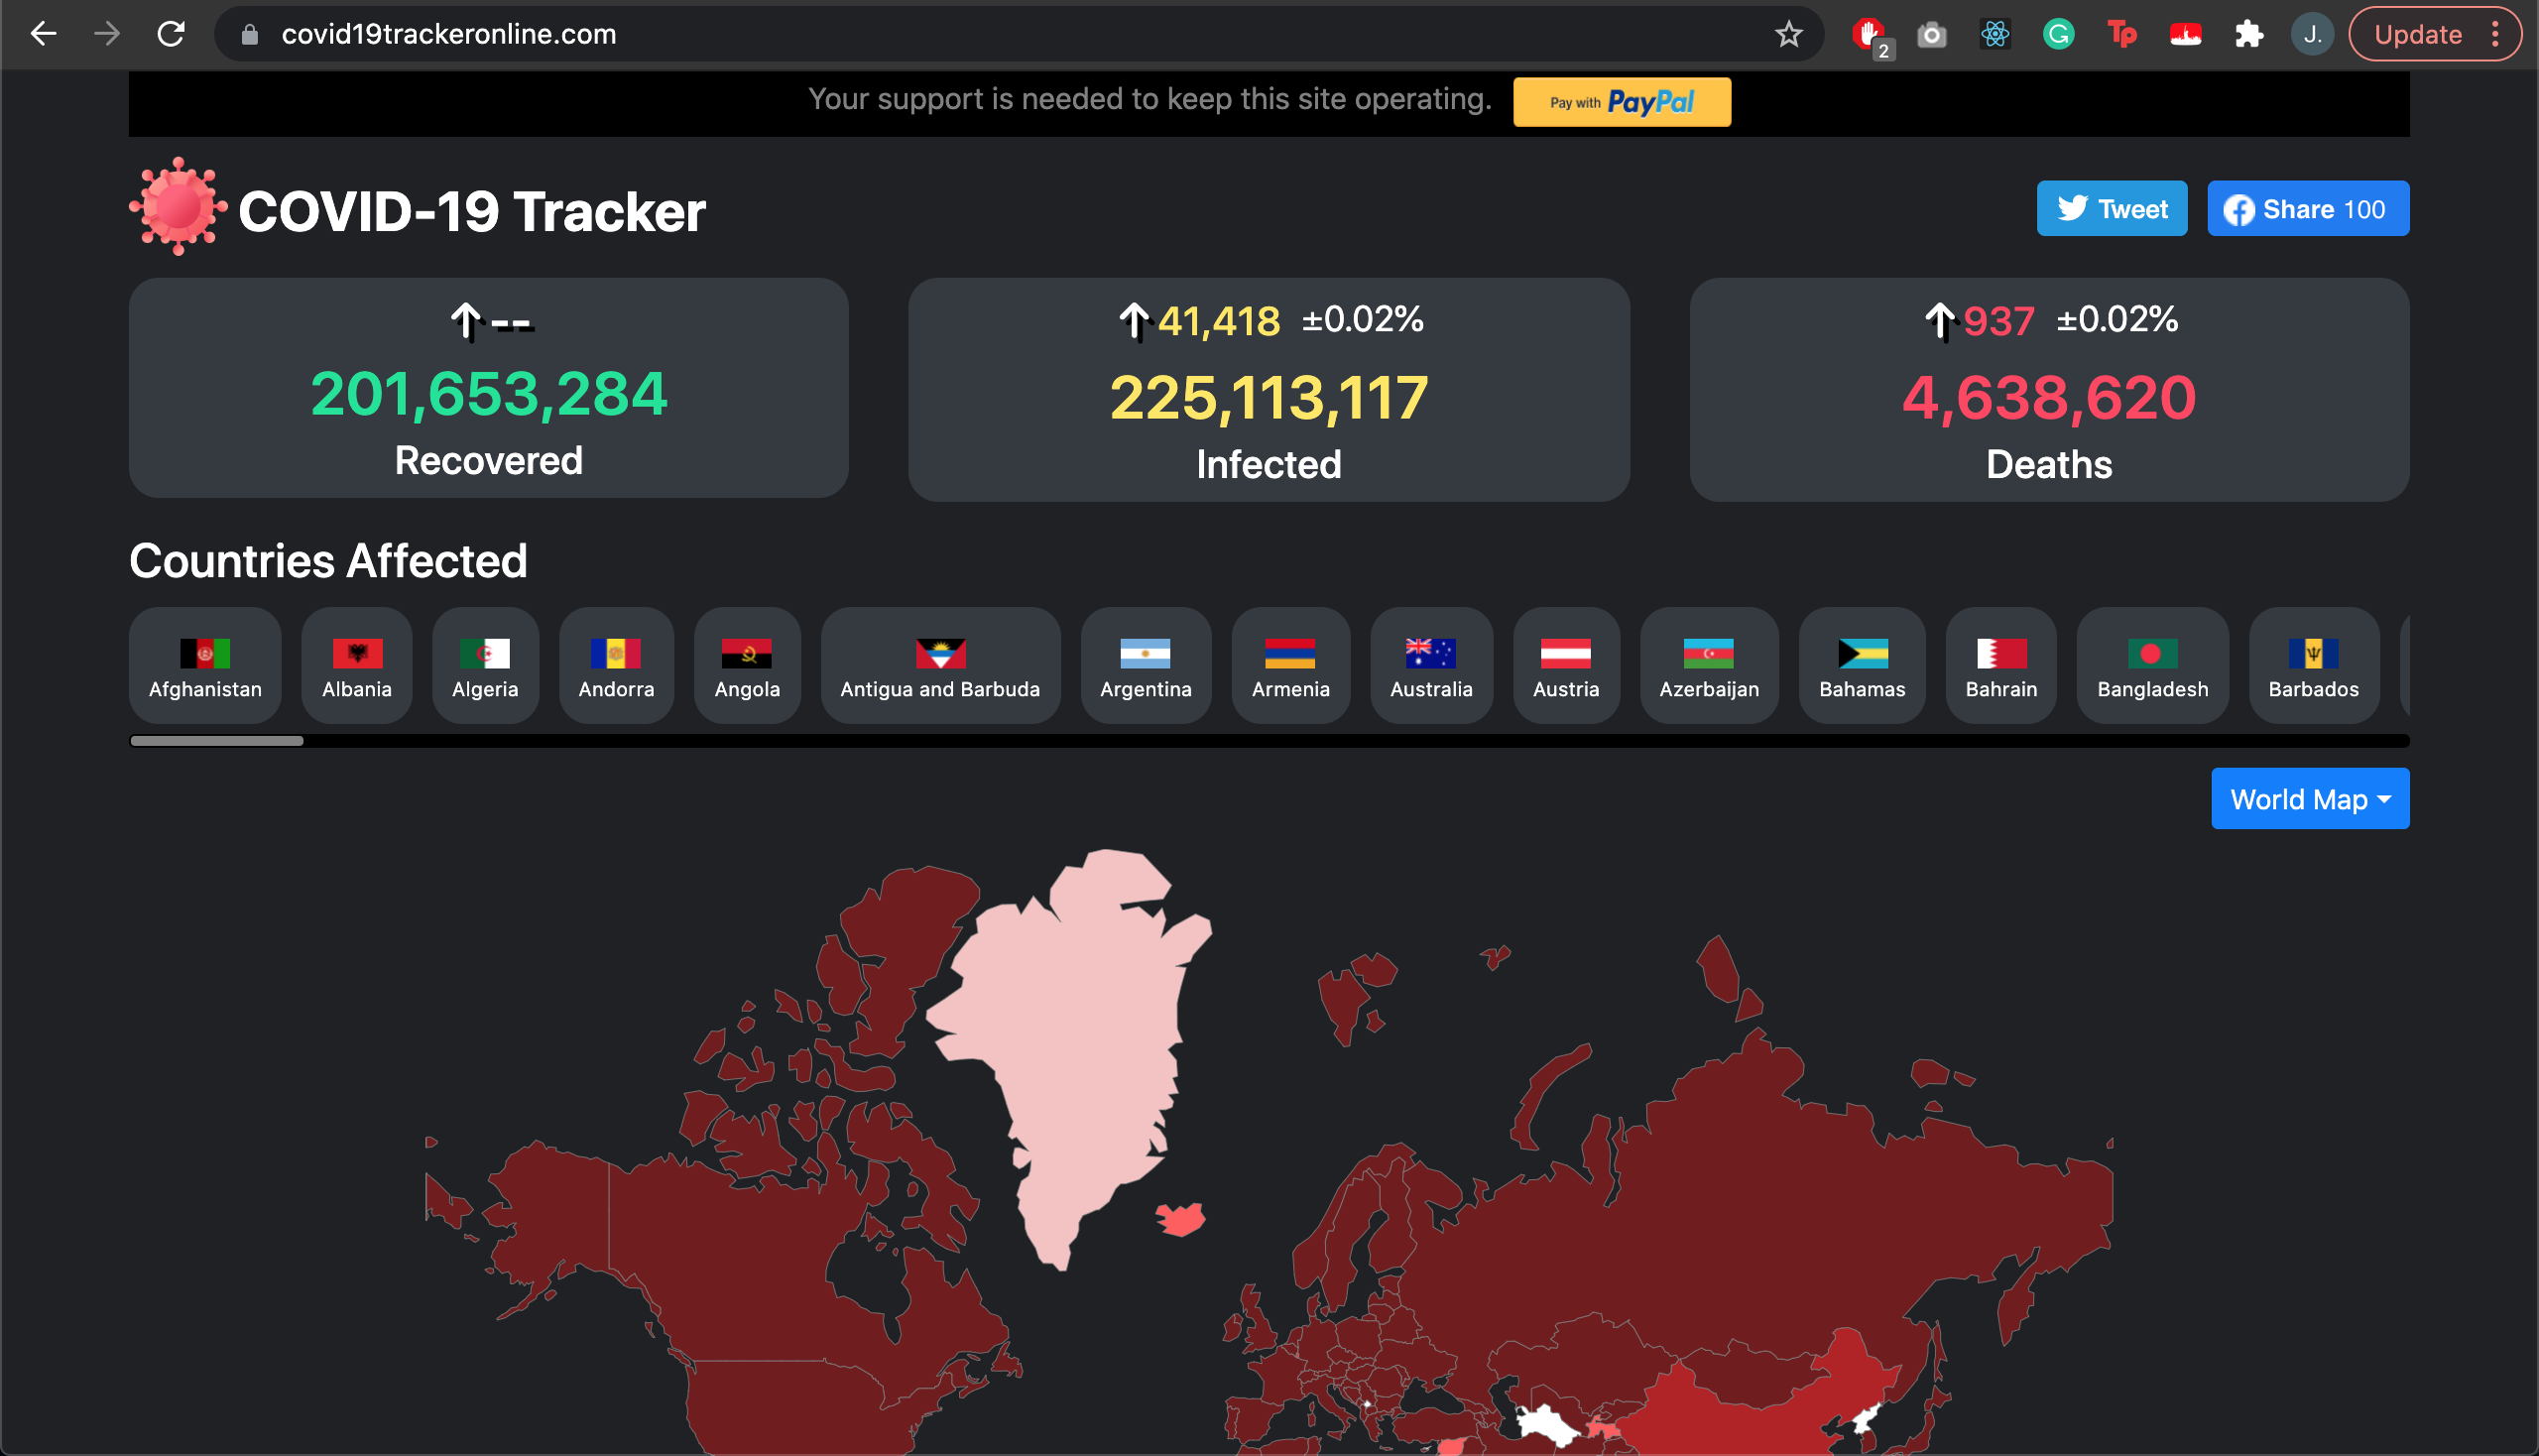 covid19trackeronline.com
2
Tp
J.
Update
Your support is needed to keep this site operating.
Pay with PayPal
COVID-19 Tracker
Tweet
Share 100
--
201,653,284
Recovered
41,418 ±0.02%
225,113,117
Infected
937 ±0.02%
4,638,620
Deaths
Countries Affected
Afghanistan
Albania
Algeria
Andorra
Angola
Antigua and Barbuda
Argentina
Armenia
Australia
Austria
Azerbaijan
Bahamas
Bahrain
Bangladesh
Barbados
World Map